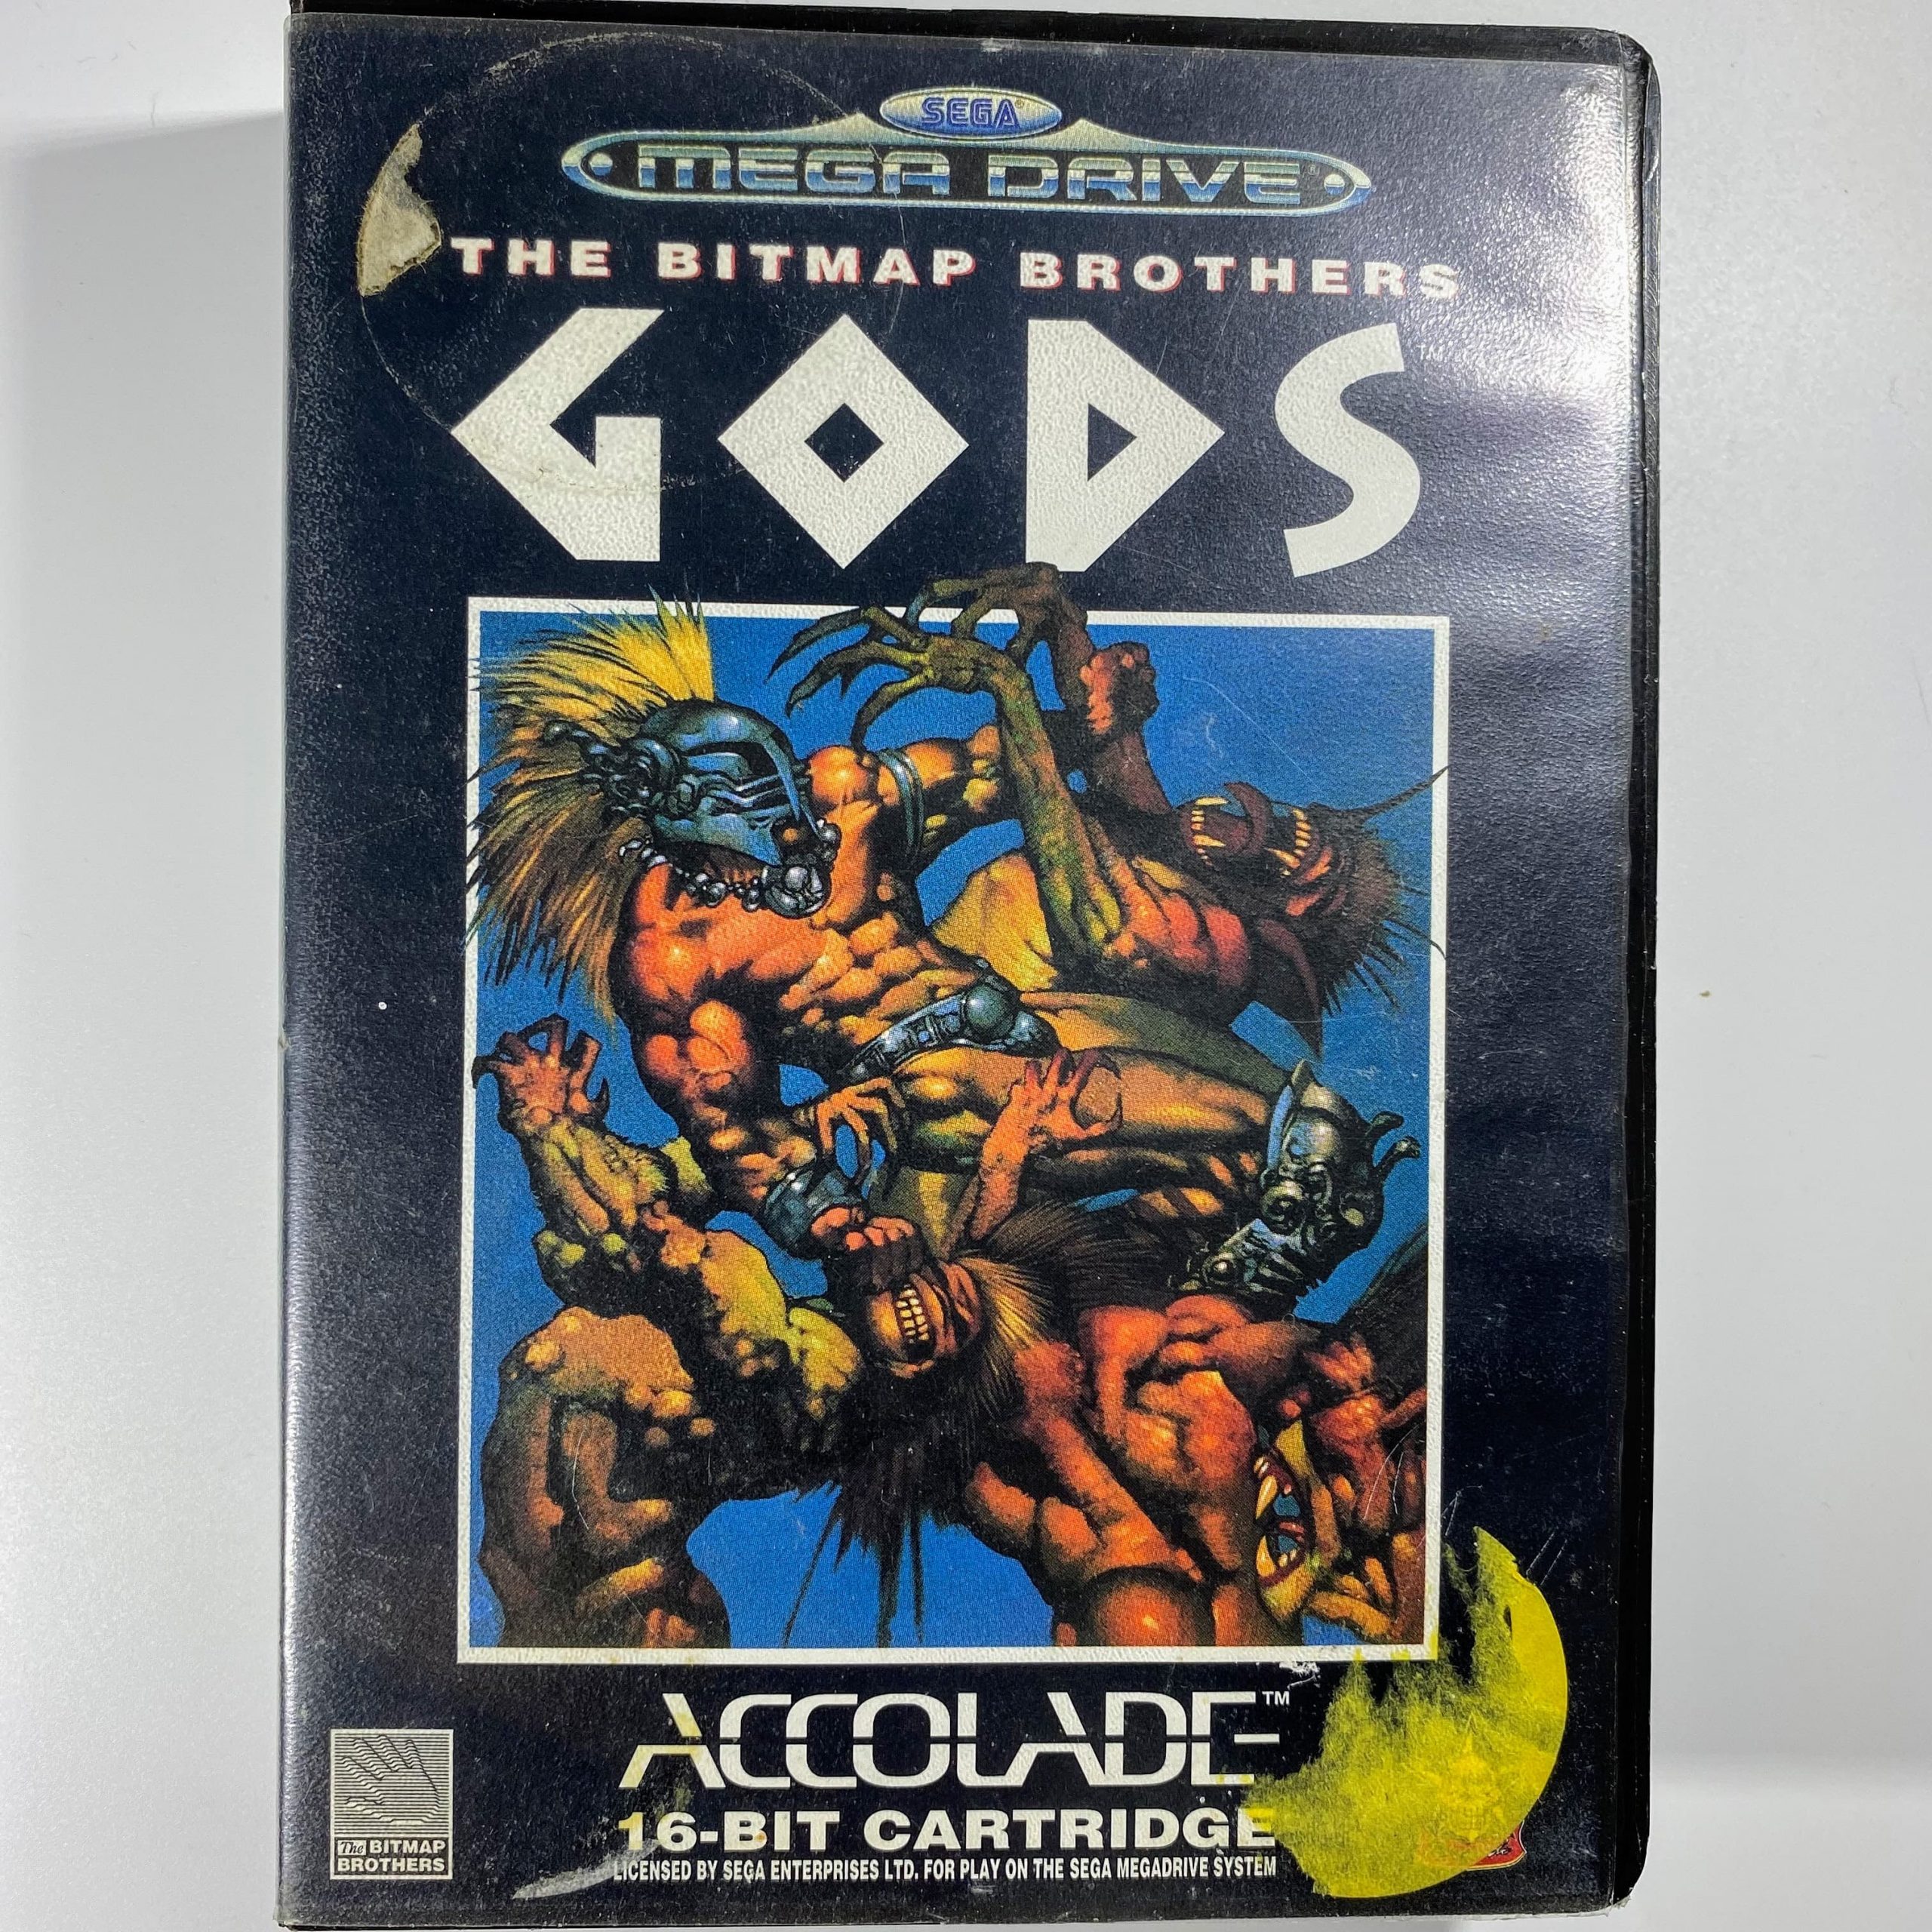 SEGA®
MEGA DRIVE®
THE BITMAP BROTHERS
GODS
ACCOLADE™
16-BIT CARTRIDGE
LICENSED BY SEGA ENTERPRISES LTD. FOR PLAY ON THE SEGA MEGADRIVE SYSTEM
The BITMAP
BROTHERS